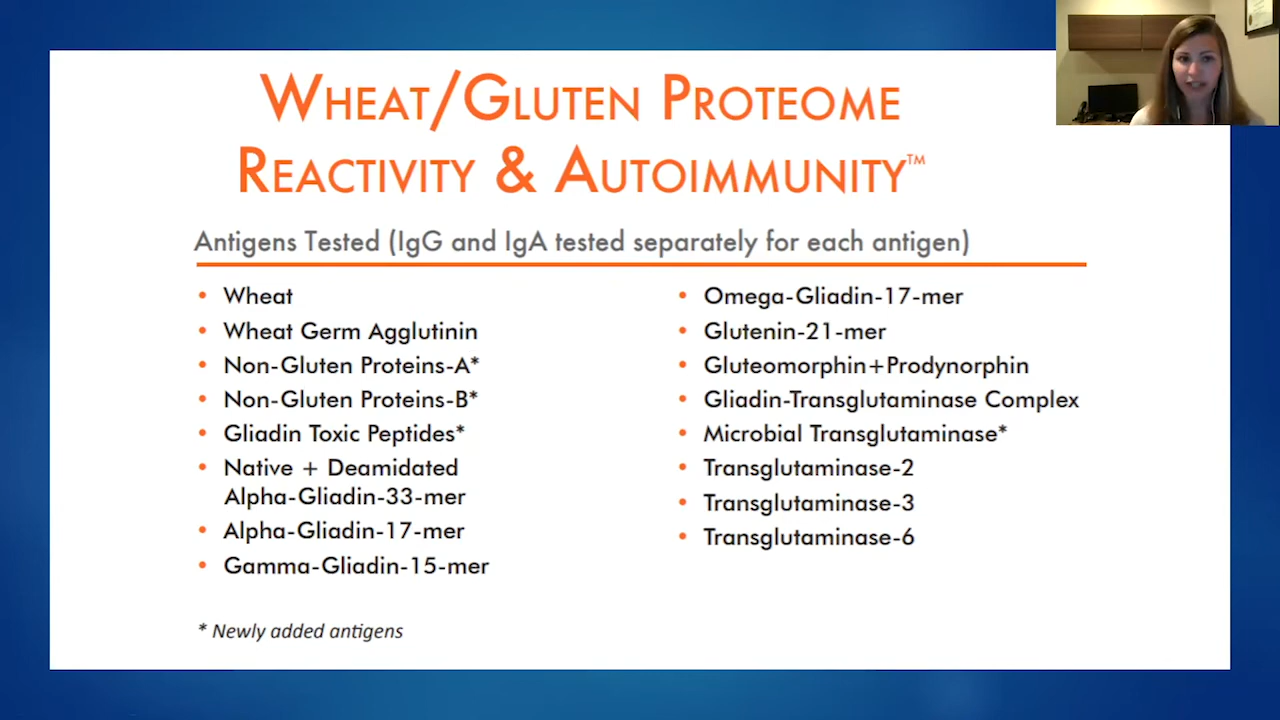 WHEAT/GLUTEN PROTEOME
REACTIVITY & AUTOIMMUNITY™
Antigens Tested (IgG and IgA tested separately for each antigen)
• Wheat
• Wheat Germ Agglutinin
• Non-Gluten Proteins-A*
• Non-Gluten Proteins-B*
• Gliadin Toxic Peptides*
• Native + Deamidated
Alpha-Gliadin-33-mer
• Alpha-Gliadin-17-mer
• Gamma-Gliadin-15-mer
• Omega-Gliadin-17-mer
• Glutenin-21-mer
• Gluteomorphin+Prodynorphin
• Gliadin-Transglutaminase Complex
• Microbial Transglutaminase*
• Transglutaminase-2
• Transglutaminase-3
• Transglutaminase-6
* Newly added antigens